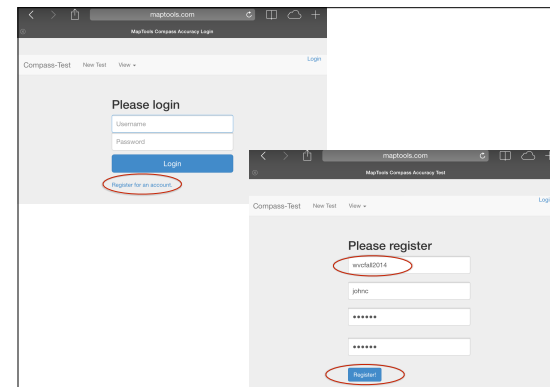 maptools.com
MapTools Compass Accuracy Login
Login
Compass-Test New Test View
Please login
Username
Password
Login
Register for an account.
maptools.com
MapTools Compass Accuracy Test
Login
Compass-Test New Test View
Please register
wvcfall2014
johnc
••••••
••••••
Register!